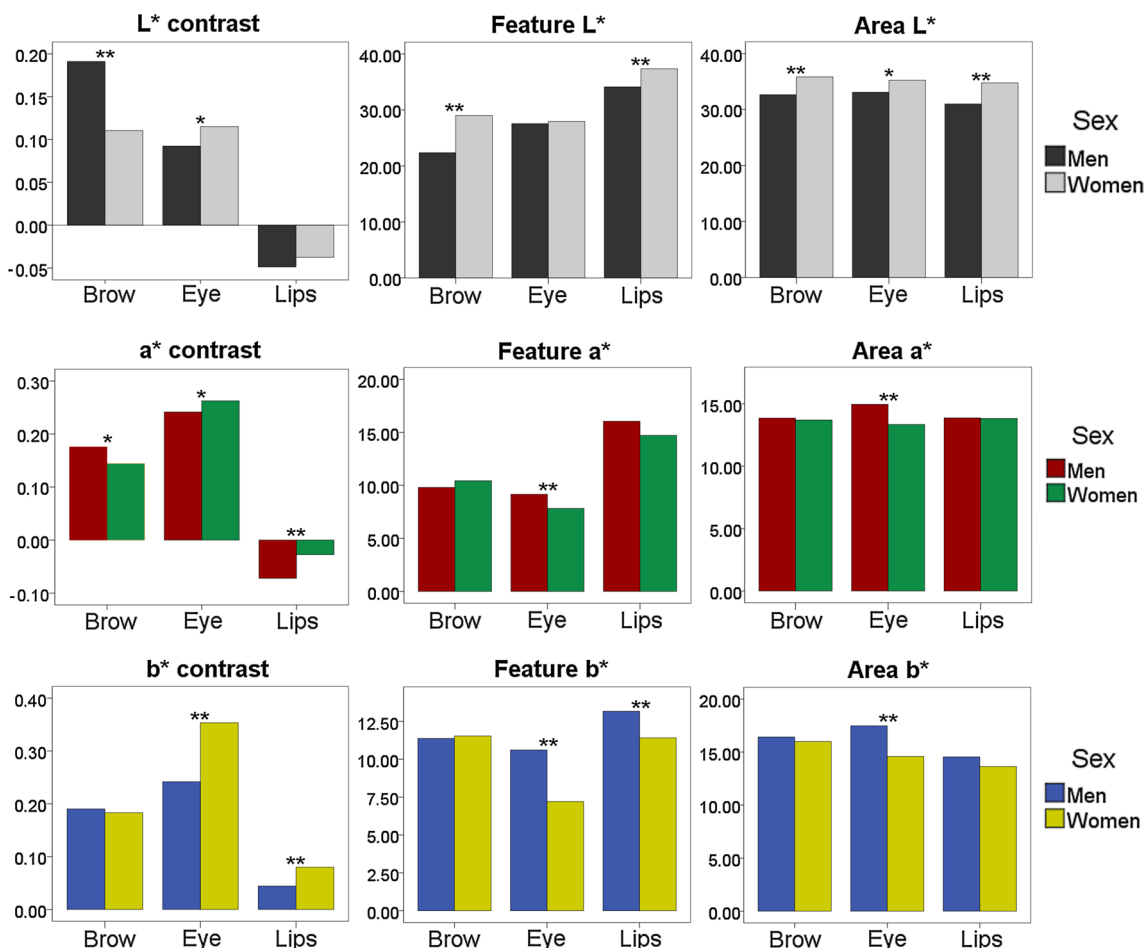 L* contrast
0.20
0.15
0.10
0.05
0.00
-0.05
**
*
Brow Eye Lips
Feature L*
40.00
30.00
20.00
10.00
0.00
**
**
Brow Eye Lips
Area L*
40.00
30.00
20.00
10.00
0.00
** * **
Brow Eye Lips
Sex
Men
Women
a* contrast
0.30
0.20
0.10
0.00
-0.10
*
*
**
Brow Eye Lips
Feature a*
20.00
15.00
10.00
5.00
0.00
**
Brow Eye Lips
Area a*
15.00
10.00
5.00
0.00
**
Brow Eye Lips
Sex
Men
Women
b* contrast
0.40
0.30
0.20
0.10
0.00
**
**
Brow Eye Lips
Feature b*
12.50
10.00
7.50
5.00
2.50
0.00
**
**
Brow Eye Lips
Area b*
20.00
15.00
10.00
5.00
0.00
**
Brow Eye Lips
Sex
Men
Women